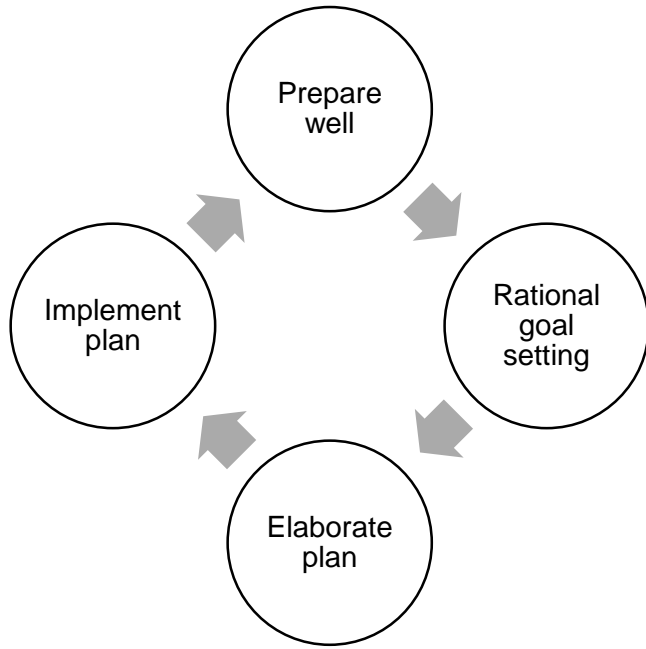 Prepare
well
Rational
goal
setting
Elaborate
plan
Implement
plan